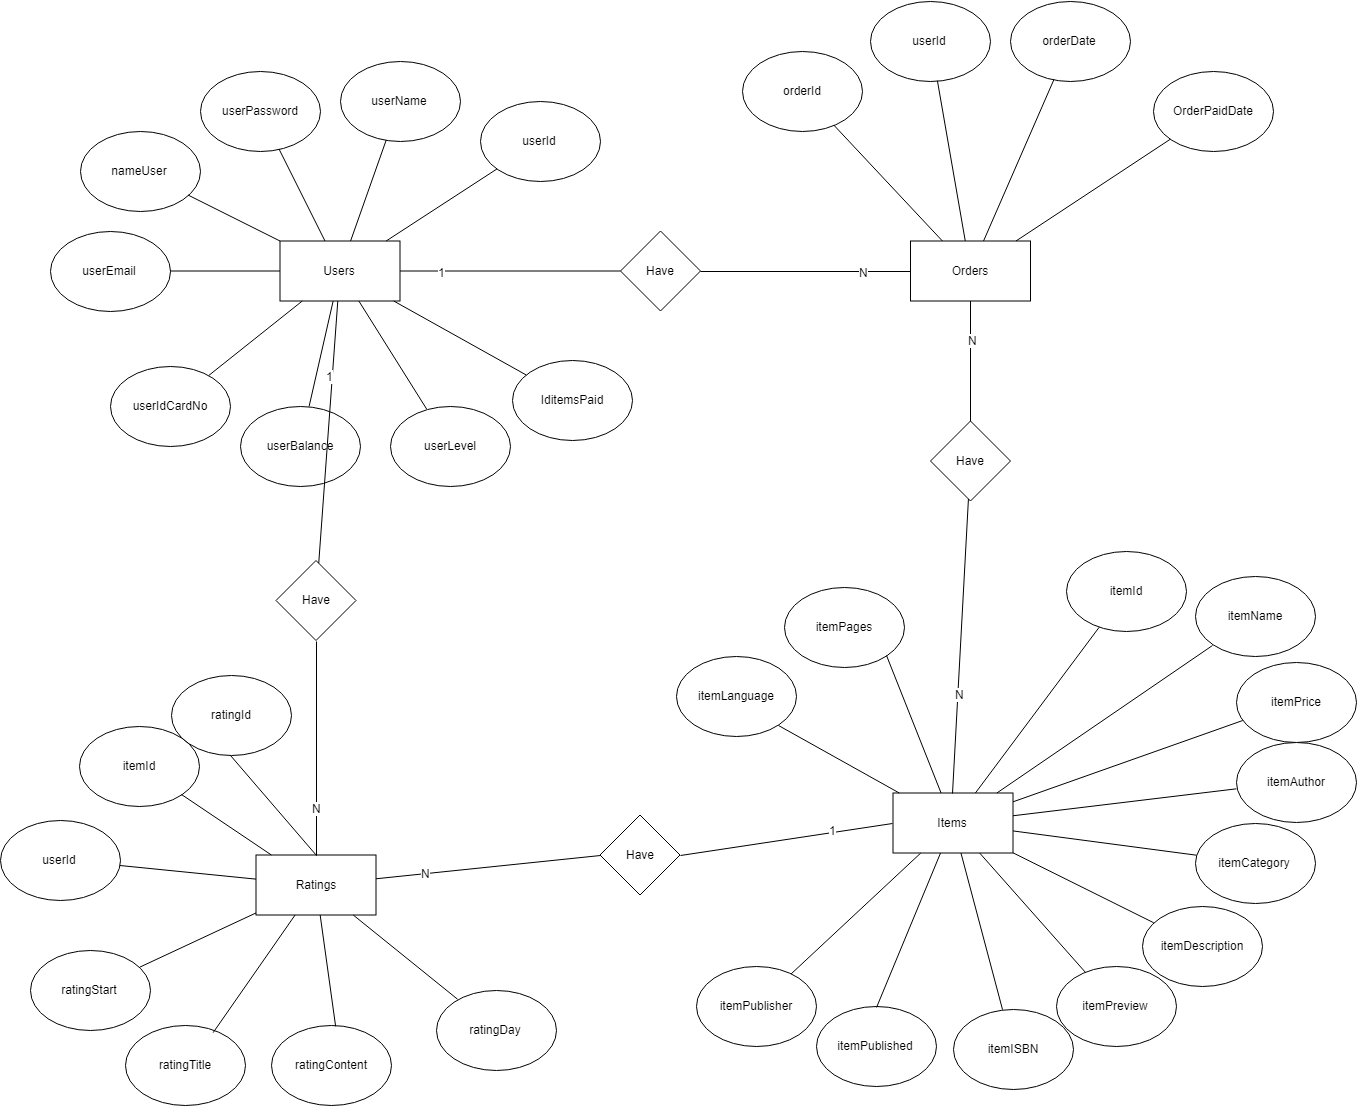 userId
orderDate
orderId
userName
userPassword
OrderPaidDate
userId
nameUser
userEmail
Users
1
Have
N
Orders
N
1
IditemsPaid
userIdCardNo
userBalance
userLevel
Have
Have
itemId
itemName
itemPages
N
itemLanguage
itemPrice
ratingId
itemId
itemAuthor
N
Items
1
userId
Have
itemCategory
N
Ratings
itemDescription
ratingStart
itemPublisher
itemPreview
ratingDay
itemPublished
itemISBN
ratingTitle
ratingContent